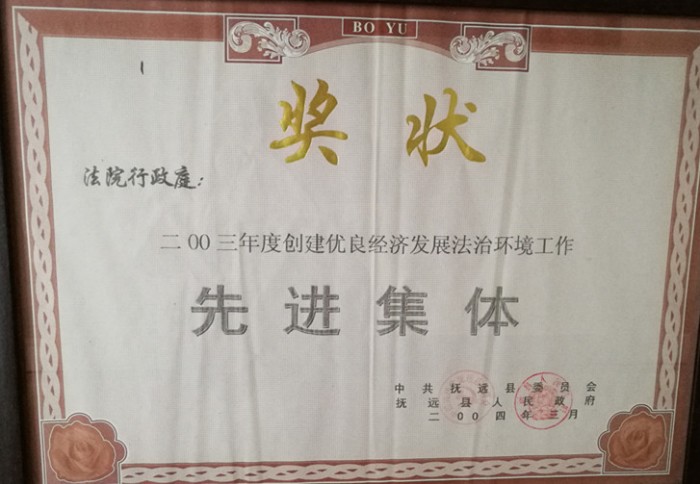 BO YU
奖状
法院行政庭：
二00三年度创建优良经济发展法治环境工作
先进集体
中共抚远县委员会
抚远县人民政府
二00四年三月